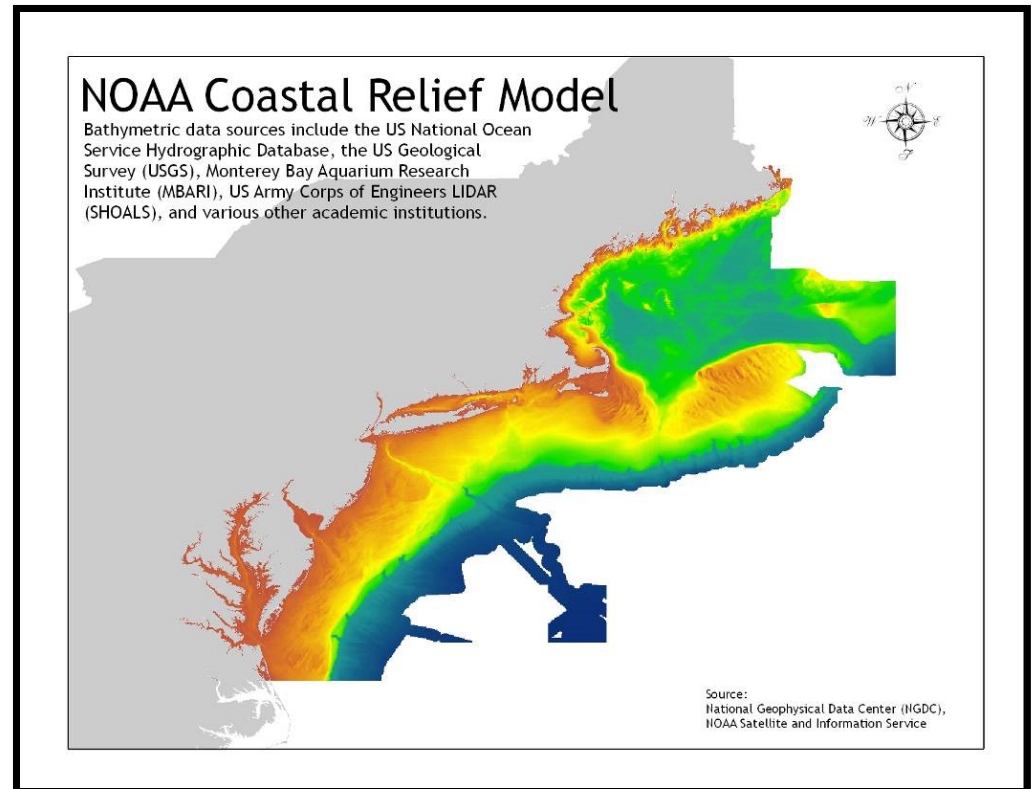 NOAA Coastal Relief Model
Bathymetric data sources include the US National Ocean
Service Hydrographic Database, the US Geological
Survey (USGS), Monterey Bay Aquarium Research
Institute (MBARI), US Army Corps of Engineers LIDAR
(SHOALS), and various other academic institutions.
N
W E
S
Source:
National Geophysical Data Center (NGDC),
NOAA Satellite and Information Service